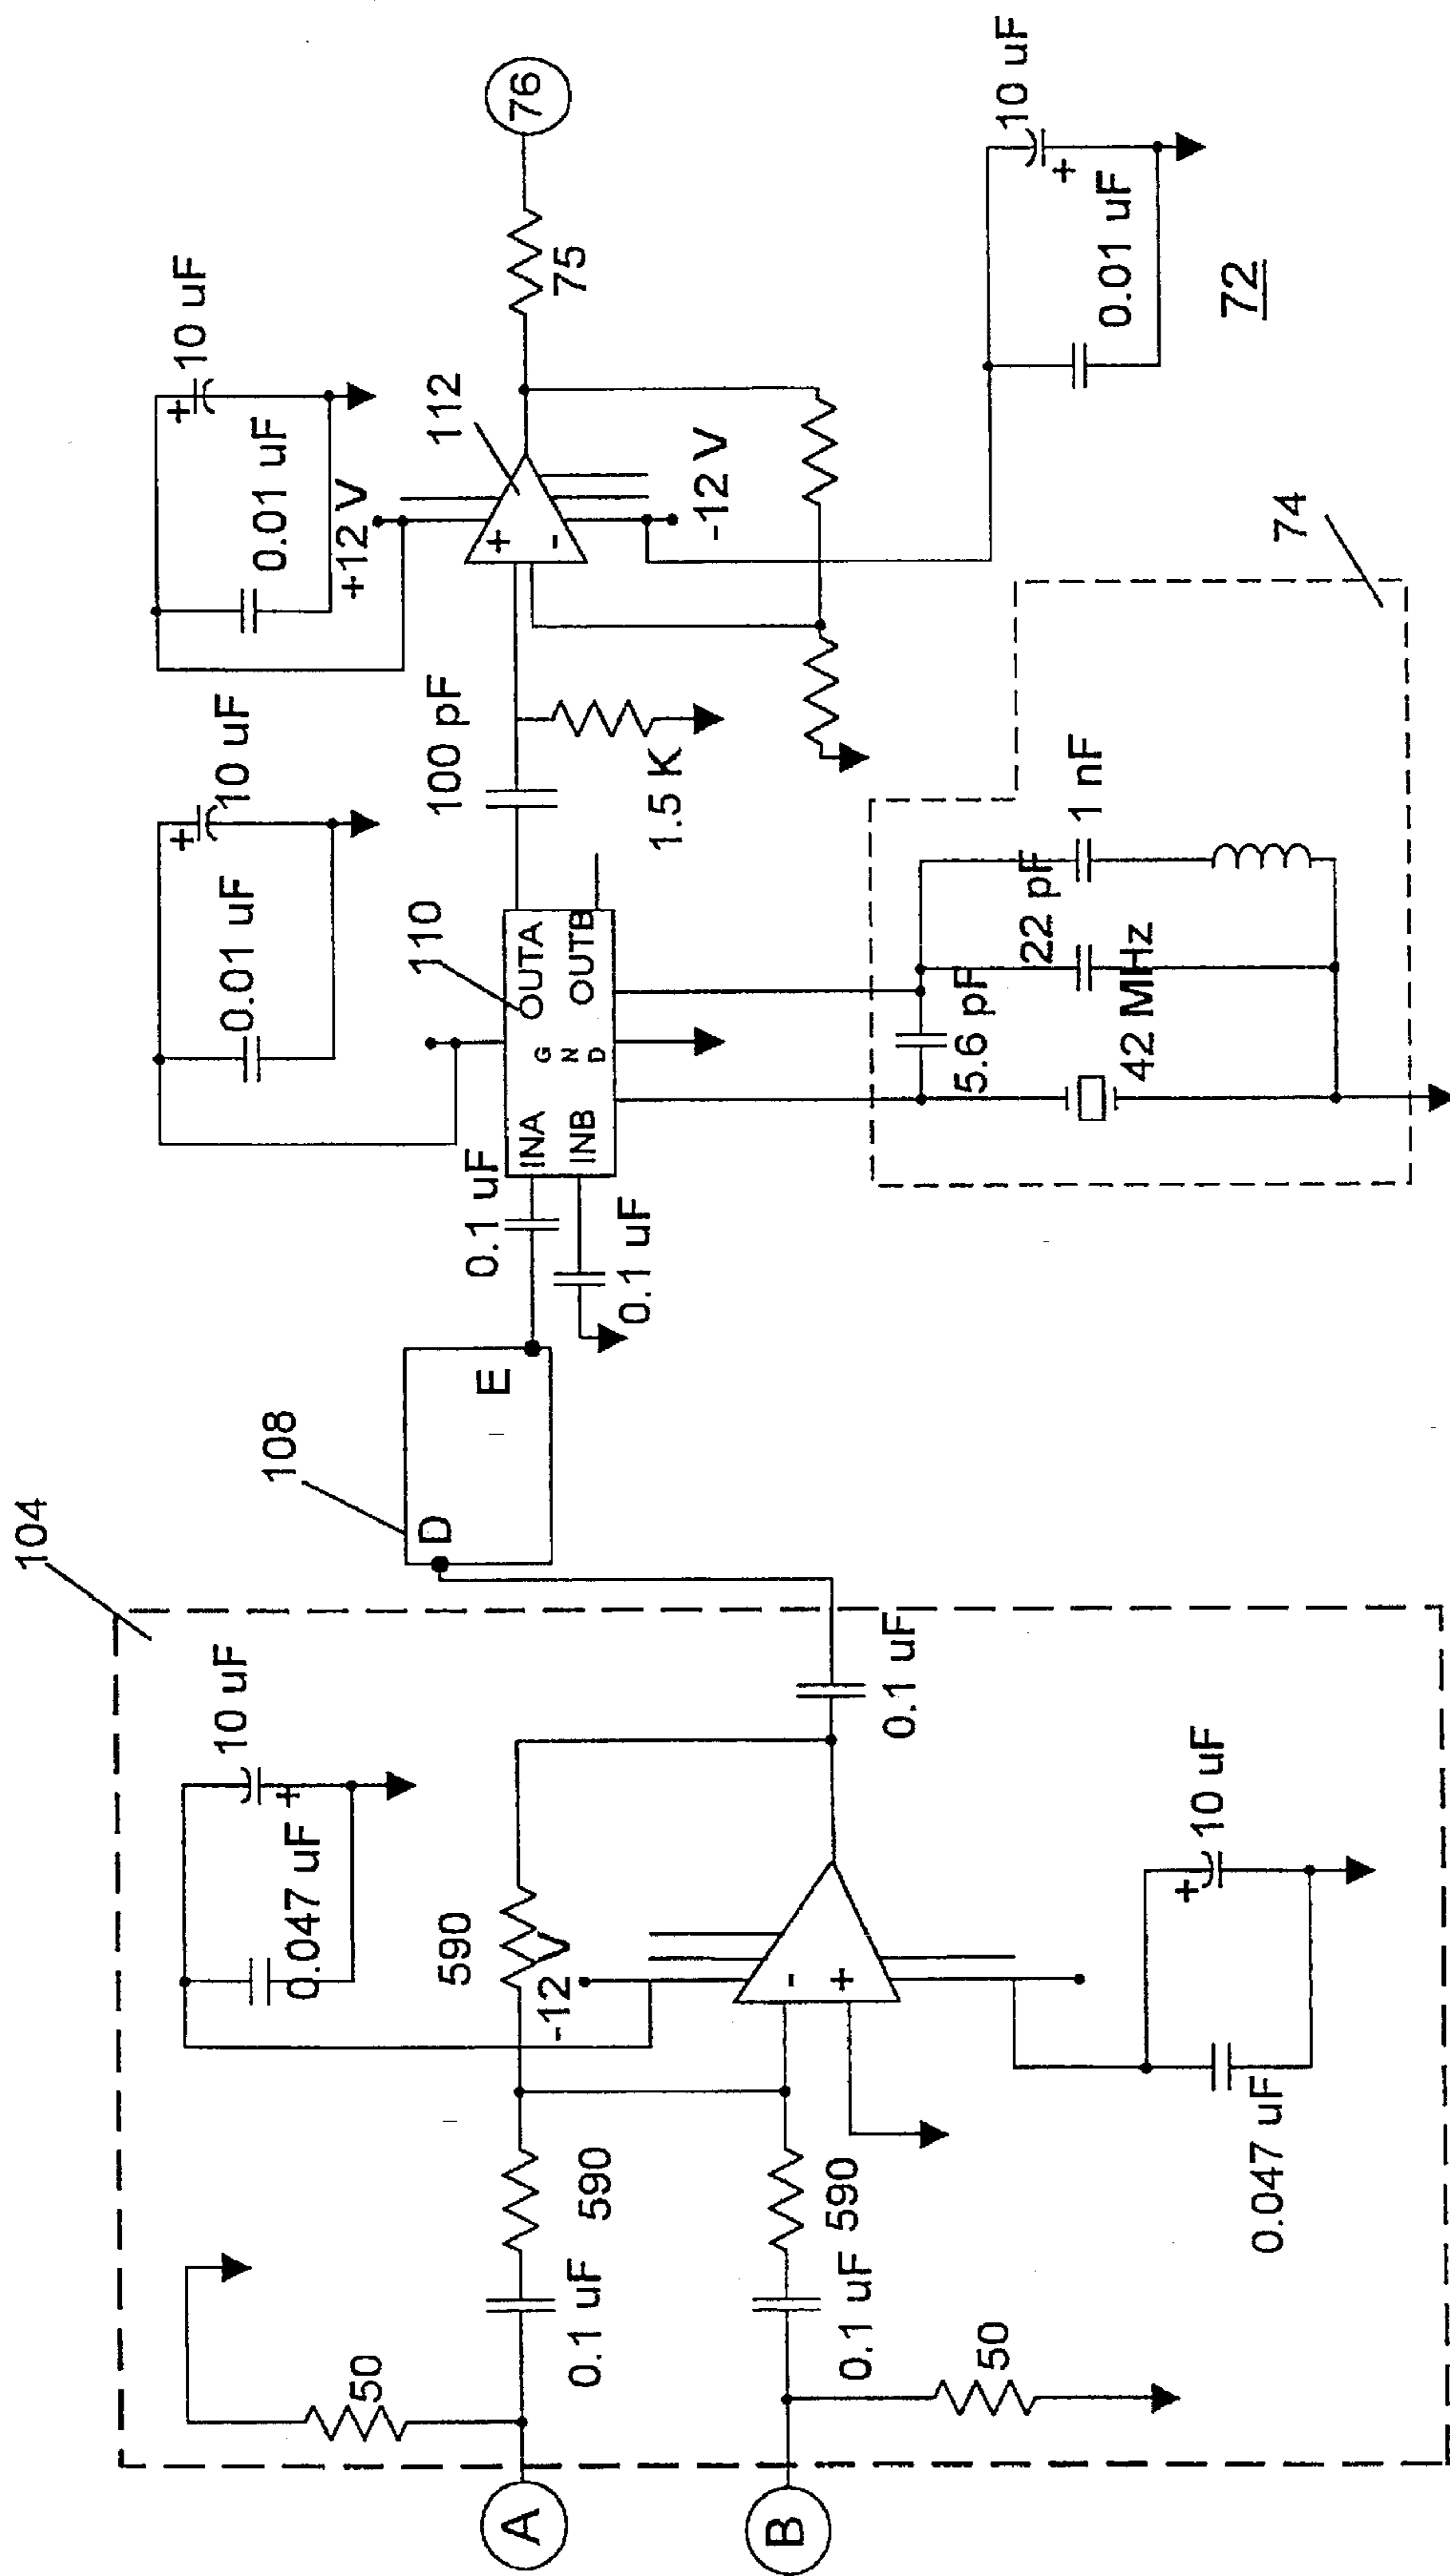 104
10 uF
0.047 uF
50
590
-12 V
590
0.1 uF
A
-
+
0.1 uF
590
0.1 uF
B
50
10 uF
0.047 uF
108
D
E
10 uF
0.01 uF
110
0.1 uF
0.1 uF
INA
INB
G
N
D
OUTA
OUTB
100 pF
1.5 K
10 uF
0.01 uF
+12 V
112
+
-
-12 V
75
76
10 uF
0.01 uF
72
74
5.6 pF
22 pF
1 nF
42 MHz